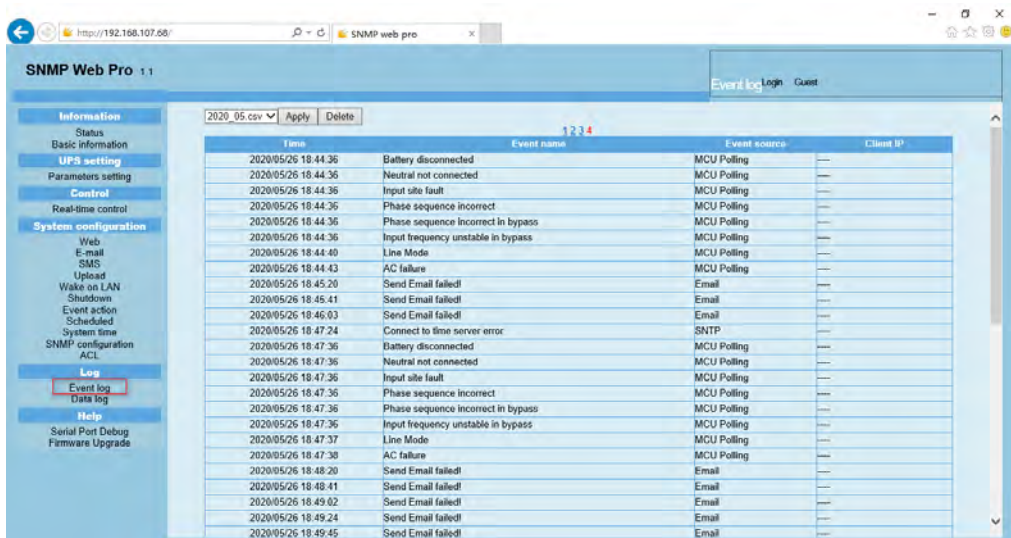 http://192.168.107.68/
SNMP web pro
SNMP Web Pro 1.1
Event log Login Guest
Information
Status
Basic information
UPS setting
Parameters setting
Control
Real-time control
System configuration
Web
E-mail
SMS
Upload
Wake on LAN
Shutdown
Event action
Scheduled
System time
SNMP configuration
ACL
Log
Event log
Data log
Help
Serial Port Debug
Firmware Upgrade
2020_05.csv Apply Delete
1 2 3 4
Time Event name Event source Client IP
2020/05/26 18:44:36 Battery disconnected MCU Polling ----
2020/05/26 18:44:36 Neutral not connected MCU Polling ----
2020/05/26 18:44:36 Input site fault MCU Polling ----
2020/05/26 18:44:36 Phase sequence incorrect MCU Polling ----
2020/05/26 18:44:36 Phase sequence incorrect in bypass MCU Polling ----
2020/05/26 18:44:36 Input frequency unstable in bypass MCU Polling ----
2020/05/26 18:44:40 Line Mode MCU Polling ----
2020/05/26 18:44:43 AC failure MCU Polling ----
2020/05/26 18:45:20 Send Email failed! Email ----
2020/05/26 18:45:41 Send Email failed! Email ----
2020/05/26 18:46:03 Send Email failed! Email ----
2020/05/26 18:47:24 Connect to time server error SNTP ----
2020/05/26 18:47:36 Battery disconnected MCU Polling ----
2020/05/26 18:47:36 Neutral not connected MCU Polling ----
2020/05/26 18:47:36 Input site fault MCU Polling ----
2020/05/26 18:47:36 Phase sequence incorrect MCU Polling ----
2020/05/26 18:47:36 Phase sequence incorrect in bypass MCU Polling ----
2020/05/26 18:47:36 Input frequency unstable in bypass MCU Polling ----
2020/05/26 18:47:37 Line Mode MCU Polling ----
2020/05/26 18:47:38 AC failure MCU Polling ----
2020/05/26 18:48:20 Send Email failed! Email ----
2020/05/26 18:48:41 Send Email failed! Email ----
2020/05/26 18:49:02 Send Email failed! Email ----
2020/05/26 18:49:24 Send Email failed! Email ----
2020/05/26 18:49:45 Send Email failed! Email ----